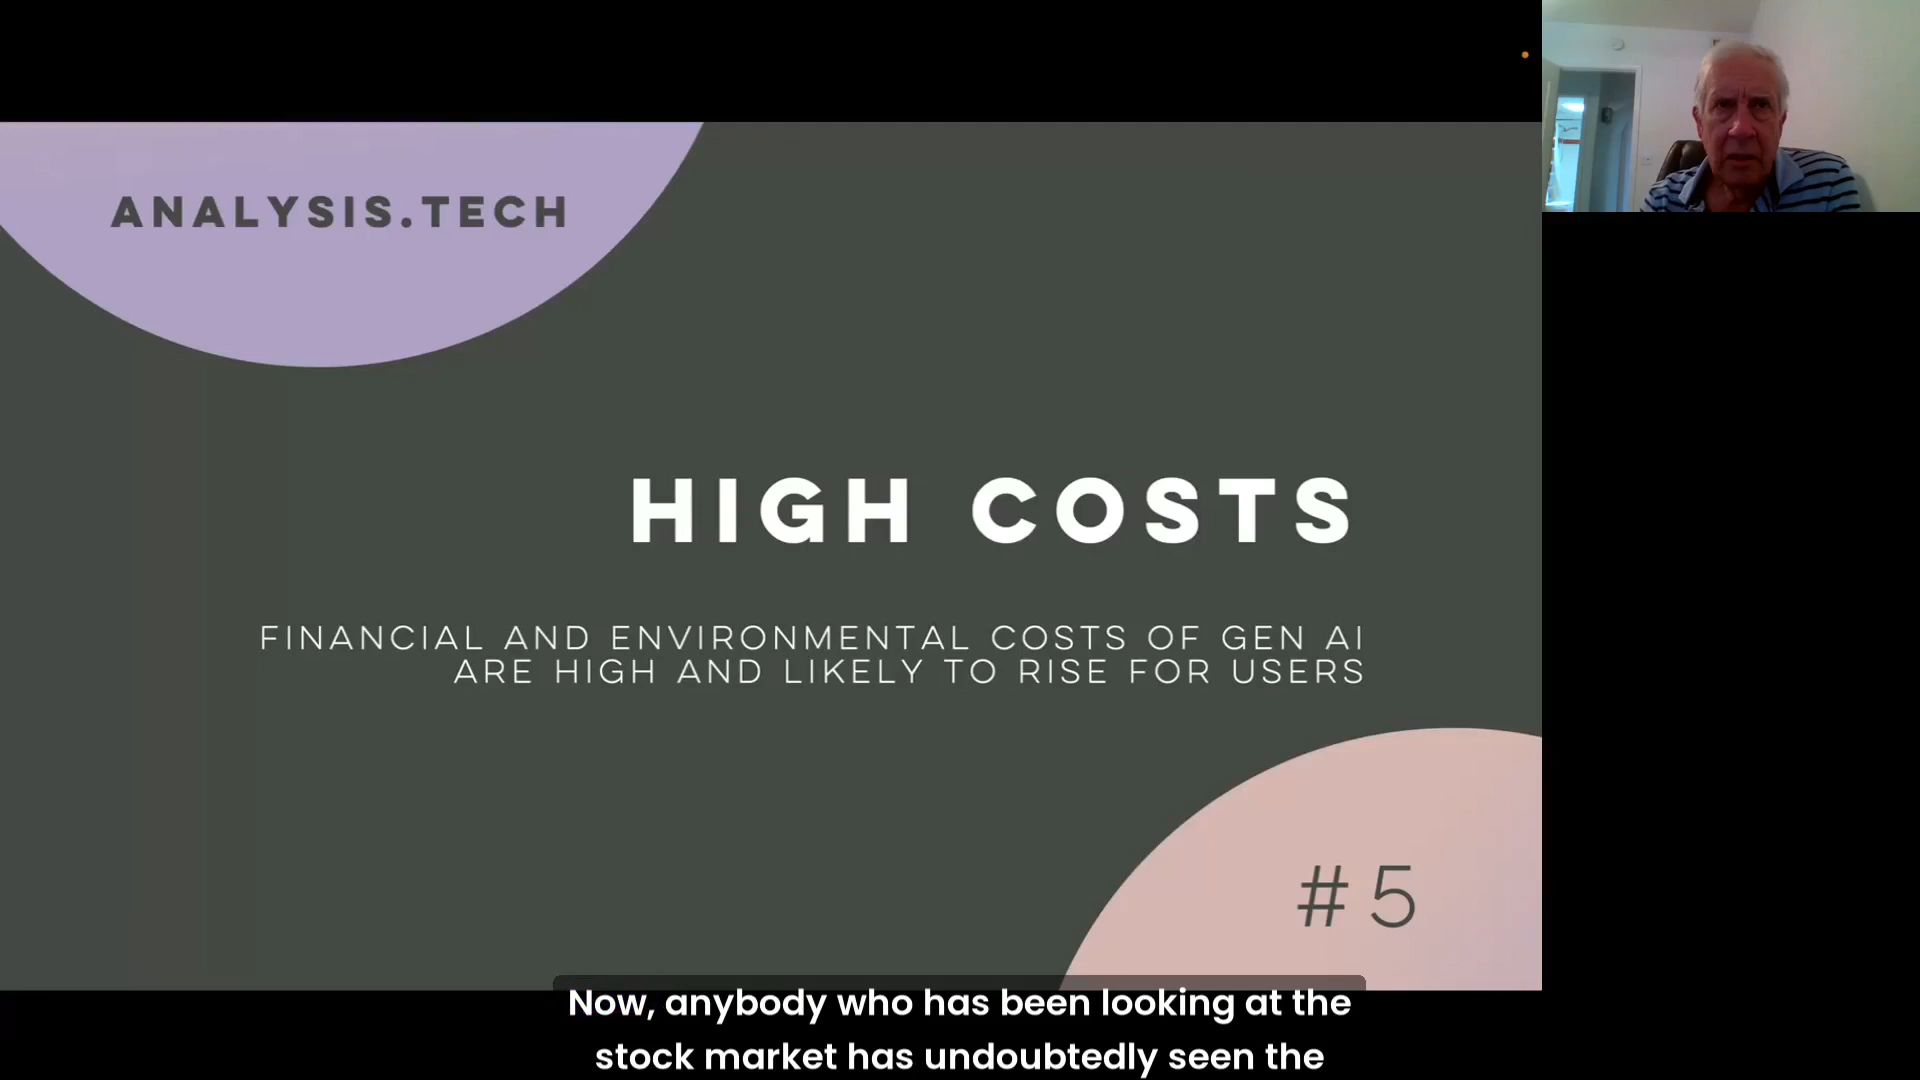 ANALYSIS.TECH
HIGH COSTS
FINANCIAL AND ENVIRONMENTAL COSTS OF GEN AI
ARE HIGH AND LIKELY TO RISE FOR USERS
#5
Now, anybody who has been looking at the
stock market has undoubtedly seen the